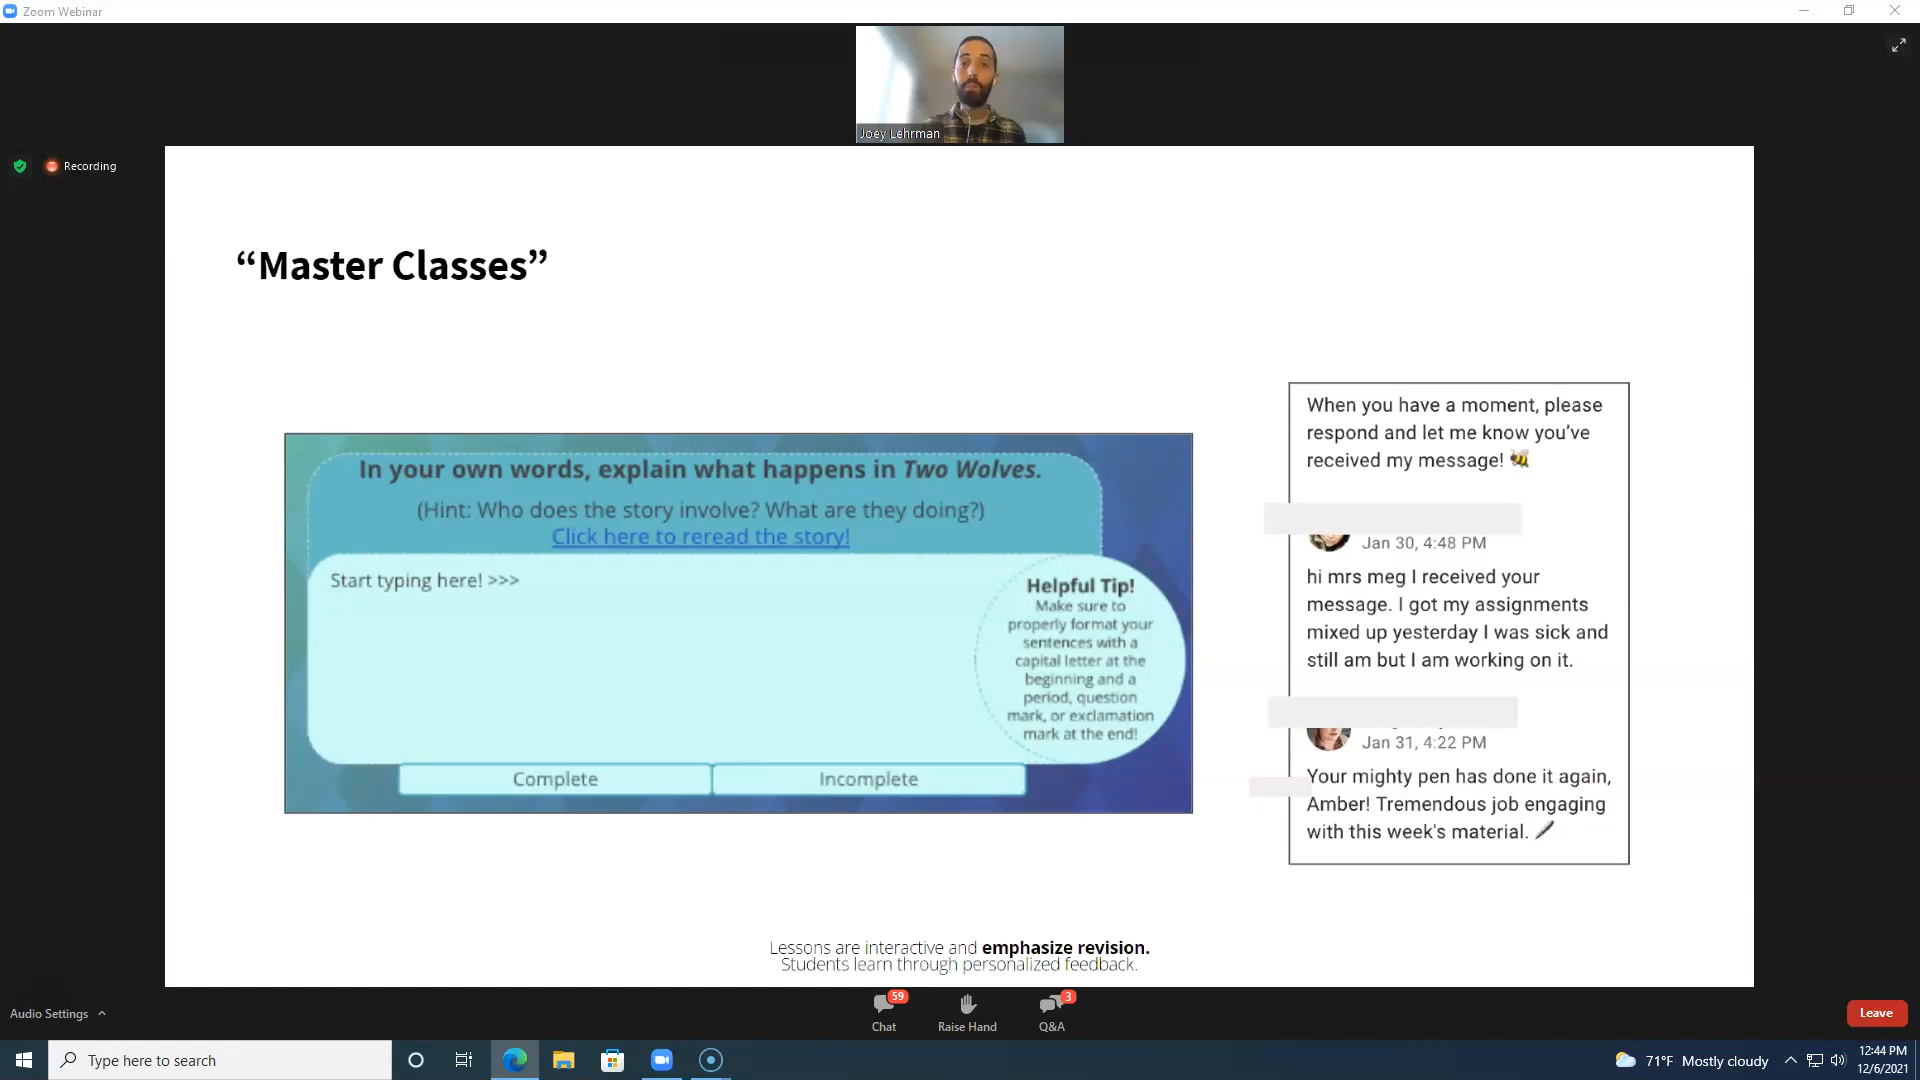 Zoom Webinar
Joey Lehrman
Recording
“Master Classes”
In your own words, explain what happens in Two Wolves.
(Hint: Who does the story involve? What are they doing?)
Click here to reread the story!
Start typing here! >>>
Helpful Tip!
Make sure to
properly format your
sentences with a
capital letter at the
beginning and a
period, question
mark, or exclamation
mark at the end!
Complete
Incomplete
When you have a moment, please
respond and let me know you’ve
received my message! 🐝
Jan 30, 4:48 PM
hi mrs meg I received your
message. I got my assignments
mixed up yesterday I was sick and
still am but I am working on it.
Jan 31, 4:22 PM
Your mighty pen has done it again,
Amber! Tremendous job engaging
with this week's material.
Lessons are interactive and emphasize revision.
Students learn through personalized feedback.
Audio Settings
59
Chat
Raise Hand
3
Q&A
Leave
Type here to search
71°F Mostly cloudy
12:44 PM
12/6/2021